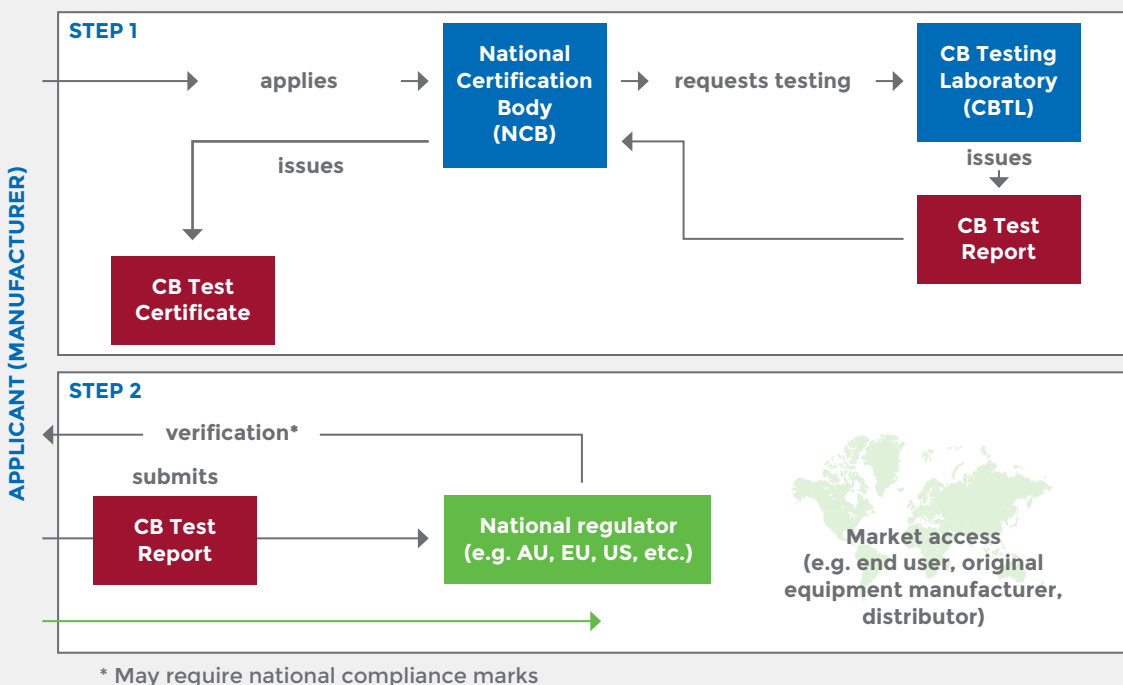 APPLICANT (MANUFACTURER)
STEP 1
applies
National
Certification
Body
(NCB)
requests testing
CB Testing
Laboratory
(CBTL)
issues
issues
CB Test
Report
CB Test
Certificate
STEP 2
verification*
submits
CB Test
Report
National regulator
(e.g. AU, EU, US, etc.)
Market access
(e.g. end user, original
equipment manufacturer,
distributor)
* May require national compliance marks